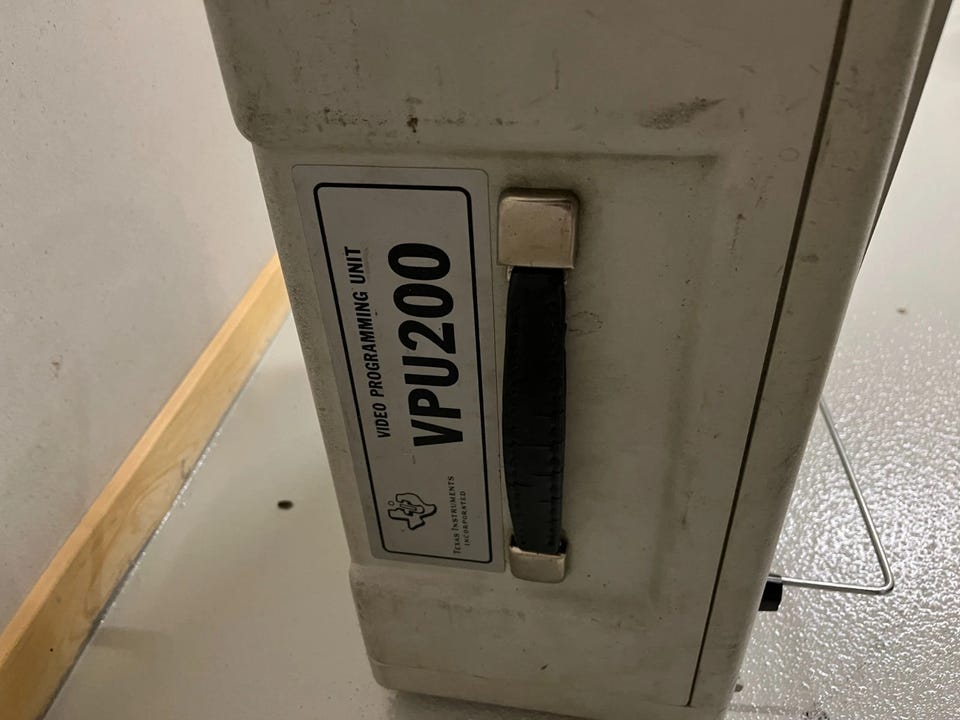 VIDEO PROGRAMMING UNIT
VPU200
TEXAS INSTRUMENTS
INCORPORATED